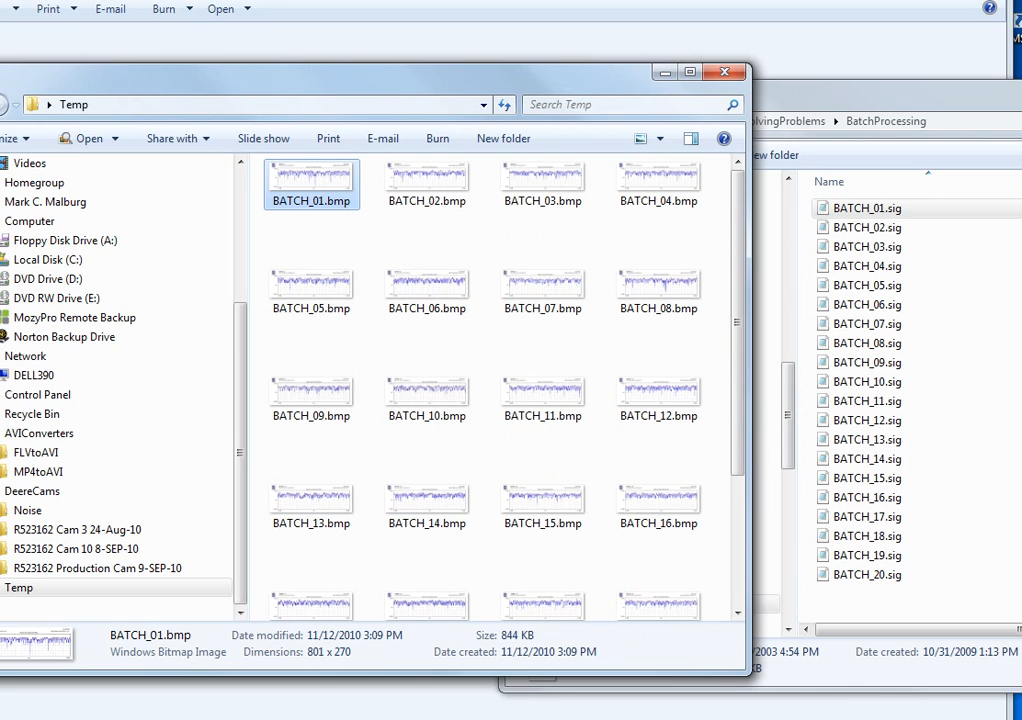 Print E-mail Burn Open
Temp
Search Temp
Open Share with Slide show Print E-mail Burn New folder
Videos
Homegroup
Mark C. Malburg
Computer
Floppy Disk Drive (A:)
Local Disk (C:)
DVD Drive (D:)
DVD RW Drive (E:)
MozyPro Remote Backup
Norton Backup Drive
Network
DELL390
Control Panel
Recycle Bin
AVIConverters
FLVtoAVI
MP4toAVI
DeereCams
Noise
R523162 Cam 3 24-Aug-10
R523162 Cam 10 8-SEP-10
R523162 Production Cam 9-SEP-10
Temp
BATCH_01.bmp BATCH_02.bmp BATCH_03.bmp BATCH_04.bmp
BATCH_05.bmp BATCH_06.bmp BATCH_07.bmp BATCH_08.bmp
BATCH_09.bmp BATCH_10.bmp BATCH_11.bmp BATCH_12.bmp
BATCH_13.bmp BATCH_14.bmp BATCH_15.bmp BATCH_16.bmp
BATCH_01.bmp Date modified: 11/12/2010 3:09 PM Size: 844 KB
Windows Bitmap Image Dimensions: 801 x 270 Date created: 11/12/2010 3:09 PM
olvingProblems BatchProcessing
ew folder
Name
BATCH_01.sig
BATCH_02.sig
BATCH_03.sig
BATCH_04.sig
BATCH_05.sig
BATCH_06.sig
BATCH_07.sig
BATCH_08.sig
BATCH_09.sig
BATCH_10.sig
BATCH_11.sig
BATCH_12.sig
BATCH_13.sig
BATCH_14.sig
BATCH_15.sig
BATCH_16.sig
BATCH_17.sig
BATCH_18.sig
BATCH_19.sig
BATCH_20.sig
2003 4:54 PM Date created: 10/31/2009 1:13 PM
KB